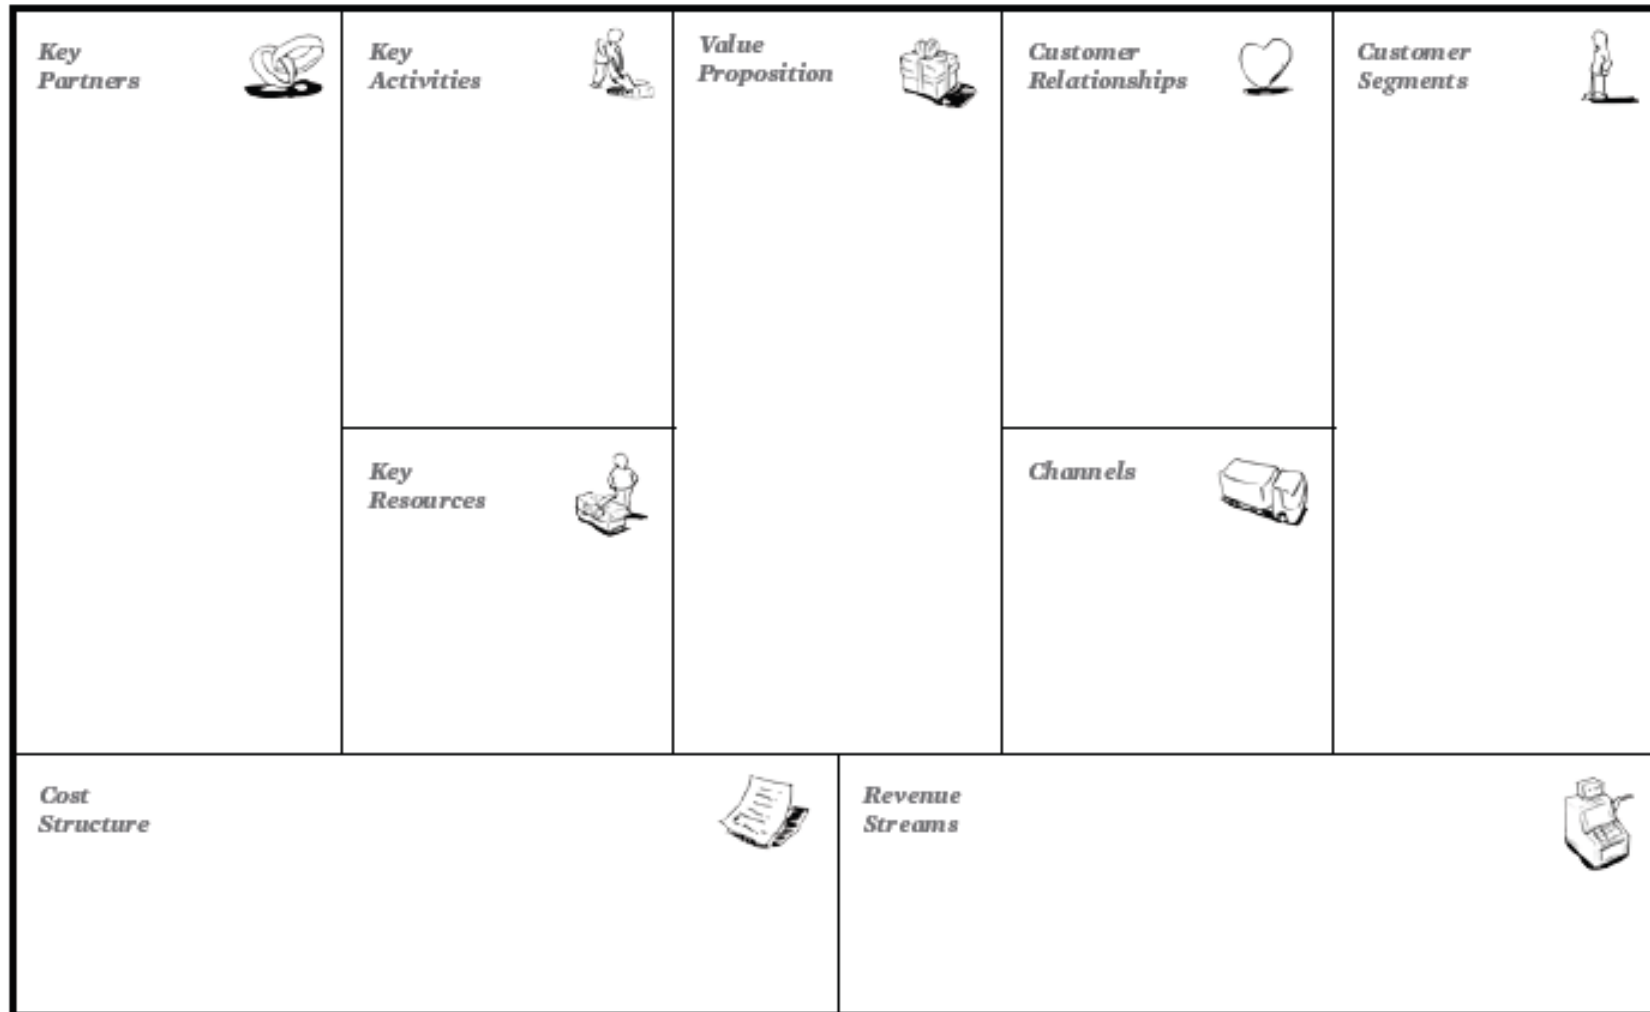 Key
Partners
Key
Activities
Value
Proposition
Customer
Relationships
Customer
Segments
Key
Resources
Channels
Cost
Structure
Revenue
Streams